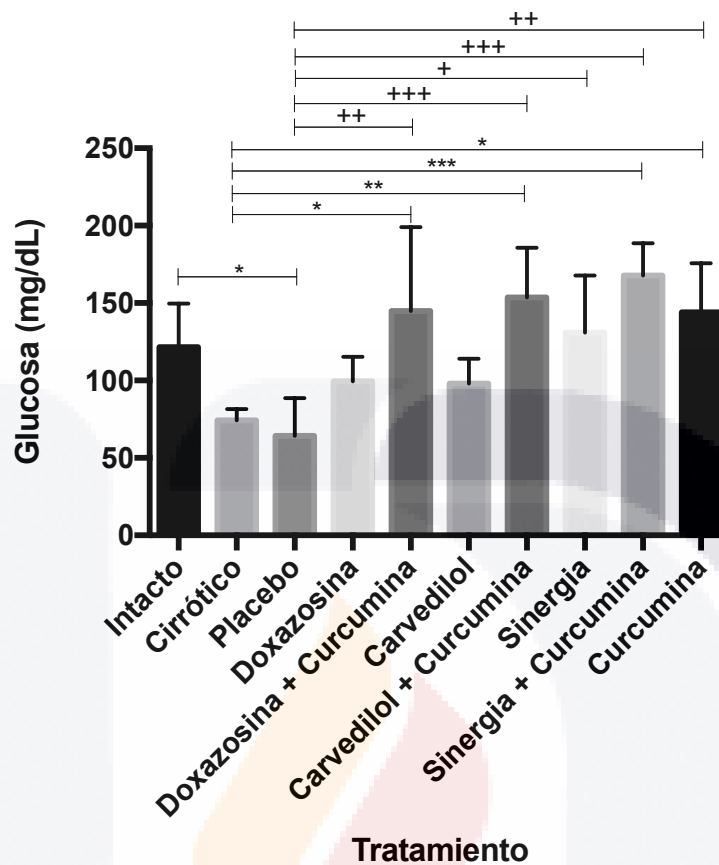 ++
+++
+
+++
++
*
***
**
*
*
Glucosa (mg/dL)
250
200
150
100
50
0
Intacto
Cirrótico
Placebo
Doxazosina
Doxazosina + Curcumina
Carvedilol
Carvedilol + Curcumina
Sinergia
Sinergia + Curcumina
Curcumina
Tratamiento